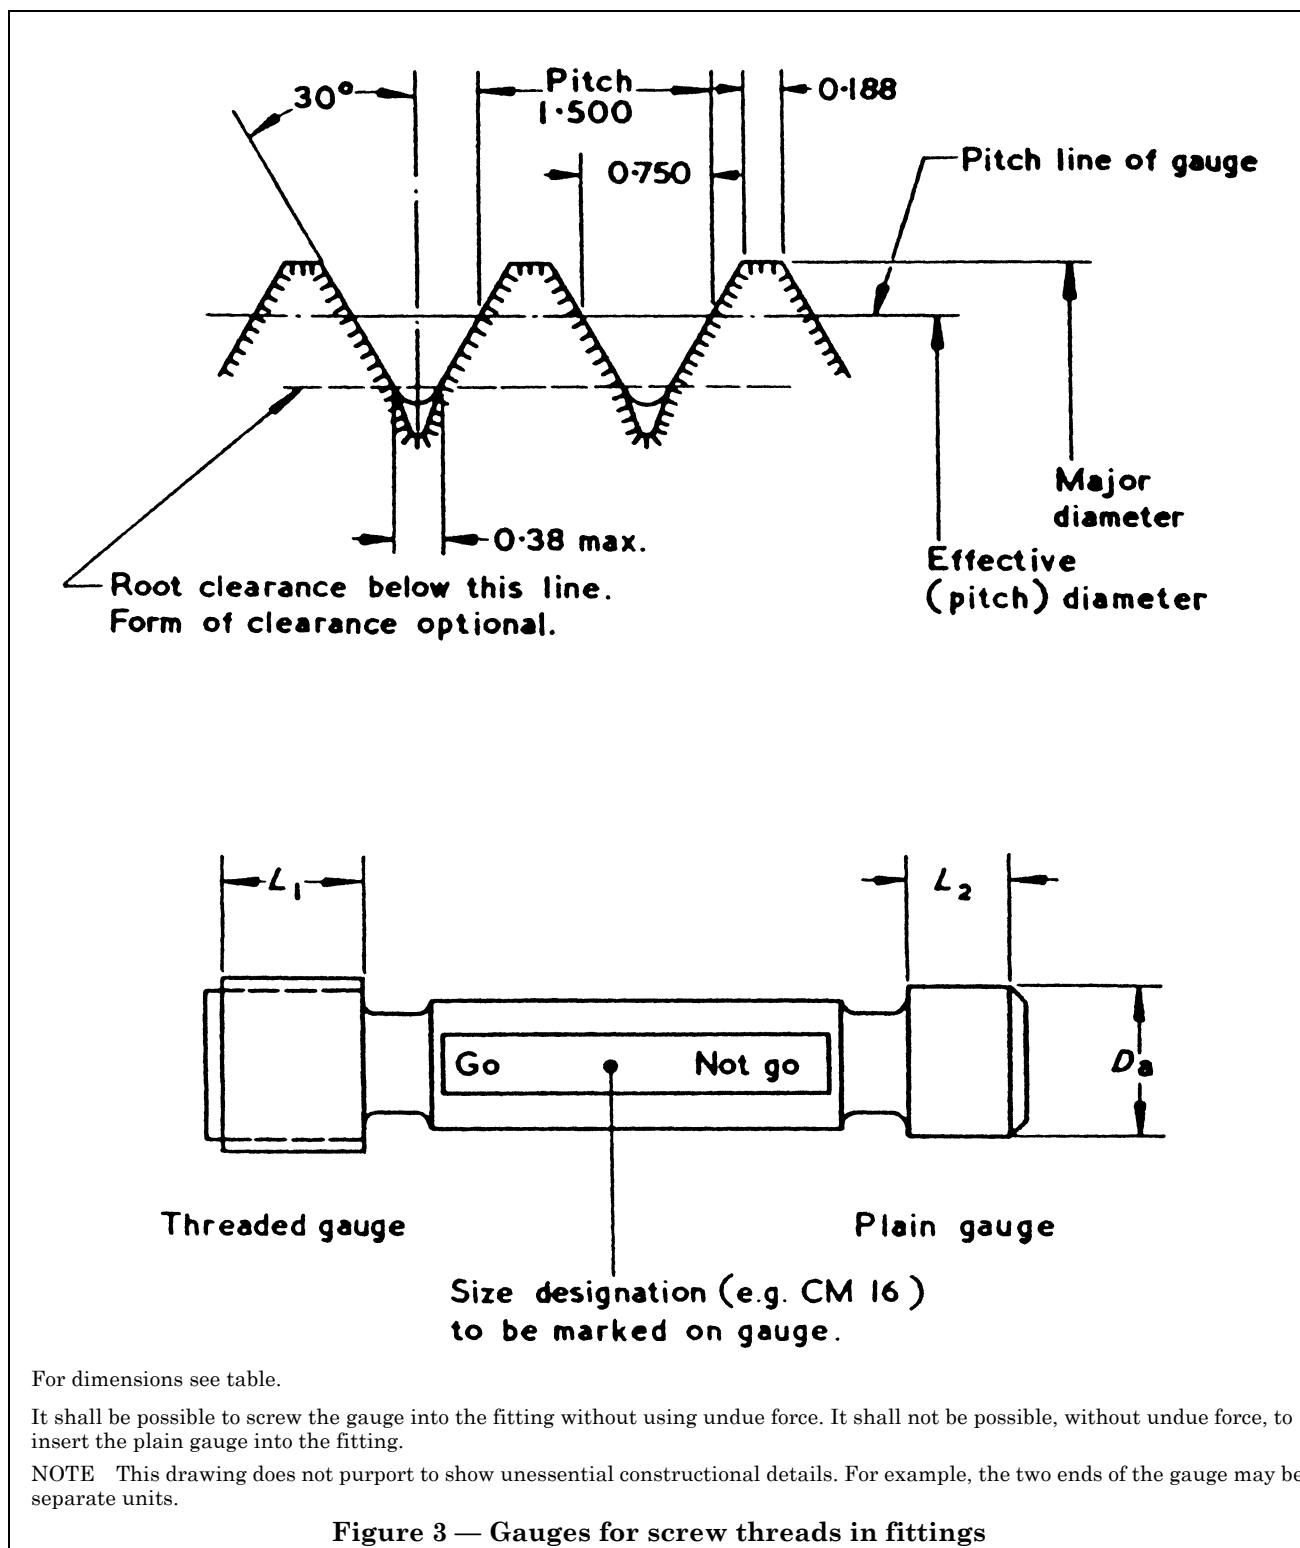 30°
Pitch
1·500
0·188
0·750
Pitch line of gauge
Major
diameter
0·38 max.
Effective
(pitch) diameter
Root clearance below this line.
Form of clearance optional.
L1
L2
Go
Not go
Da
Threaded gauge
Plain gauge
Size designation (e.g. CM 16)
to be marked on gauge.
For dimensions see table.
It shall be possible to screw the gauge into the fitting without using undue force. It shall not be possible, without undue force, to
insert the plain gauge into the fitting.
NOTE This drawing does not purport to show unessential constructional details. For example, the two ends of the gauge may be
separate units.
Figure 3 — Gauges for screw threads in fittings